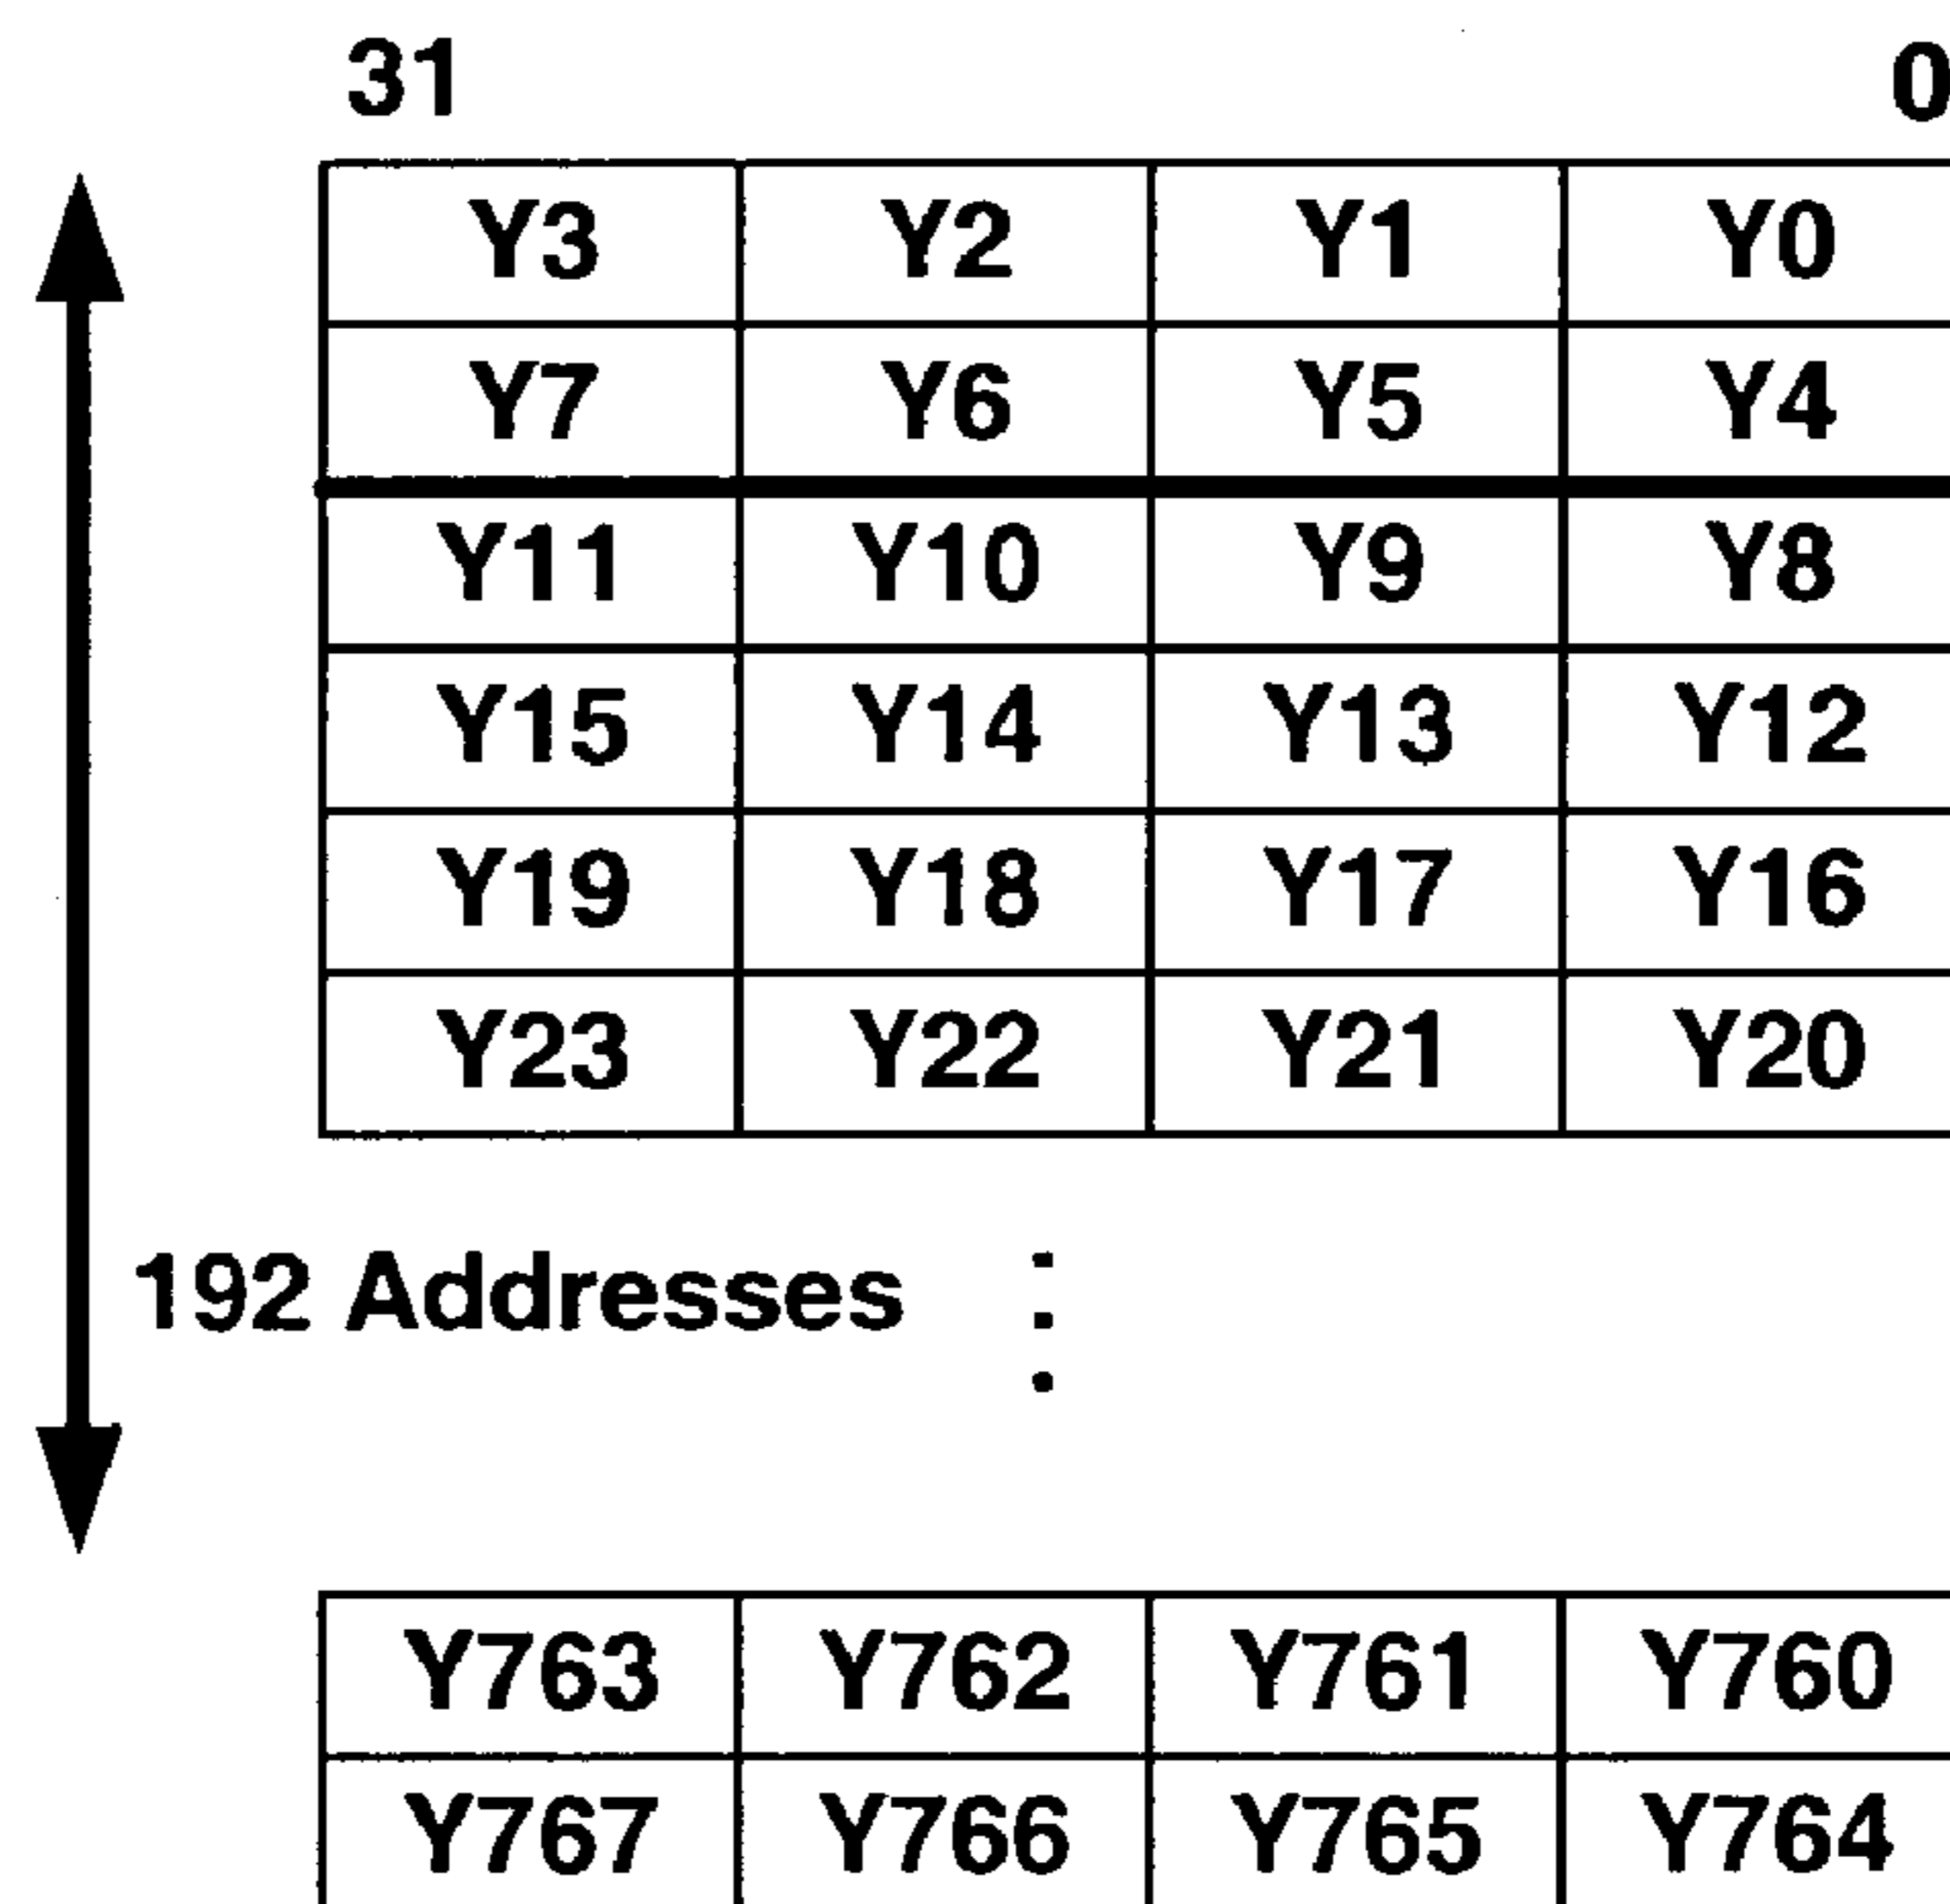 31 0
Y3 Y2 Y1 Y0
Y7 Y6 Y5 Y4
Y11 Y10 Y9 Y8
Y15 Y14 Y13 Y12
Y19 Y18 Y17 Y16
Y23 Y22 Y21 Y20
192 Addresses
Y763 Y762 Y761 Y760
Y767 Y766 Y765 Y764